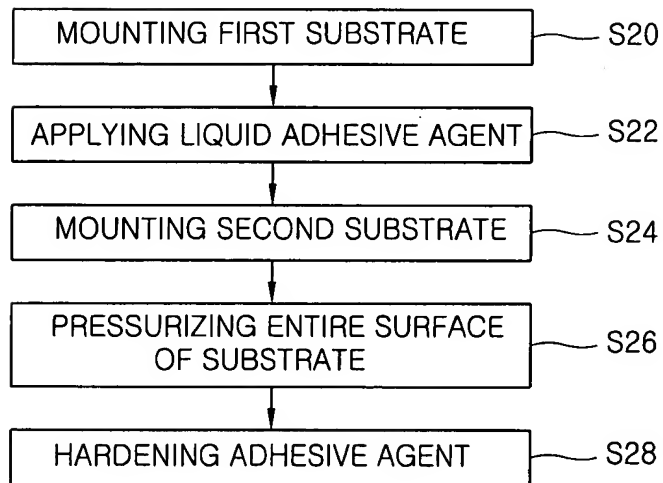 MOUNTING FIRST SUBSTRATE
S20
APPLYING LIQUID ADHESIVE AGENT
S22
MOUNTING SECOND SUBSTRATE
S24
PRESSURIZING ENTIRE SURFACE
OF SUBSTRATE
S26
HARDENING ADHESIVE AGENT
S28